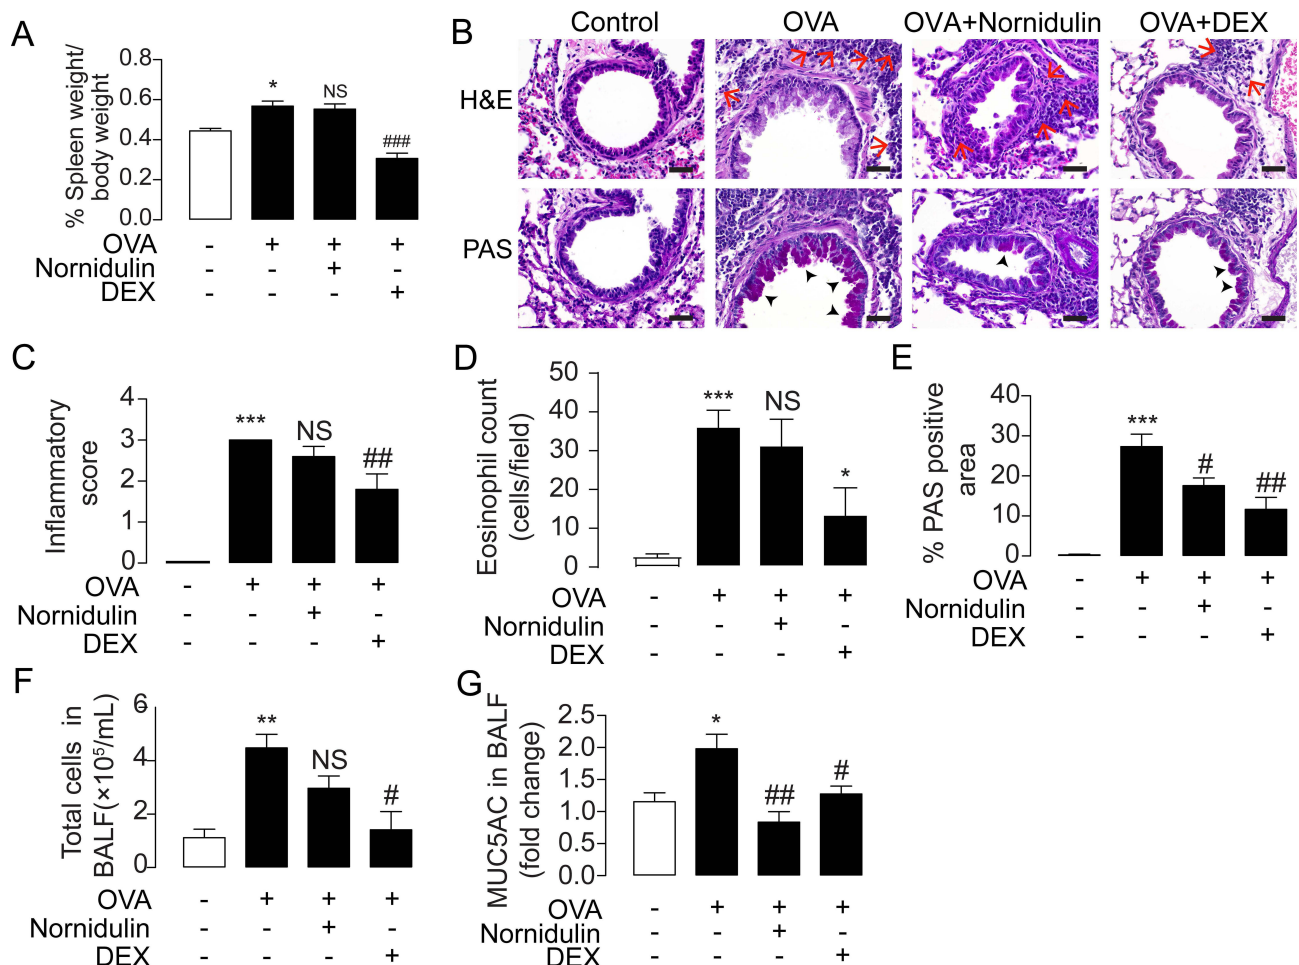 A
% Spleen weight/
body weight
0.8
0.6
0.4
0.2
0.0
*
NS
###
OVA - + + +
Nornidulin - - + -
DEX - - - +
B
Control OVA OVA+Nornidulin OVA+DEX
H&E
PAS
C
Inflammatory
score
4
3
2
1
0
***
NS
##
OVA - + + +
Nornidulin - - + -
DEX - - - +
D
Eosinophil count
(cells/field)
50
40
30
20
10
0
***
NS
*
OVA - + + +
Nornidulin - - + -
DEX - - - +
E
% PAS positive
area
40
30
20
10
0
***
#
##
OVA - + + +
Nornidulin - - + -
DEX - - - +
F
Total cells in
BALF(×10⁵/mL)
6
4
2
0
**
NS
#
OVA - + + +
Nornidulin - - + -
DEX - - - +
G
MUC5AC in BALF
(fold change)
2.5
2.0
1.5
1.0
0.5
0.0
*
##
#
OVA - + + +
Nornidulin - - + -
DEX - - - +